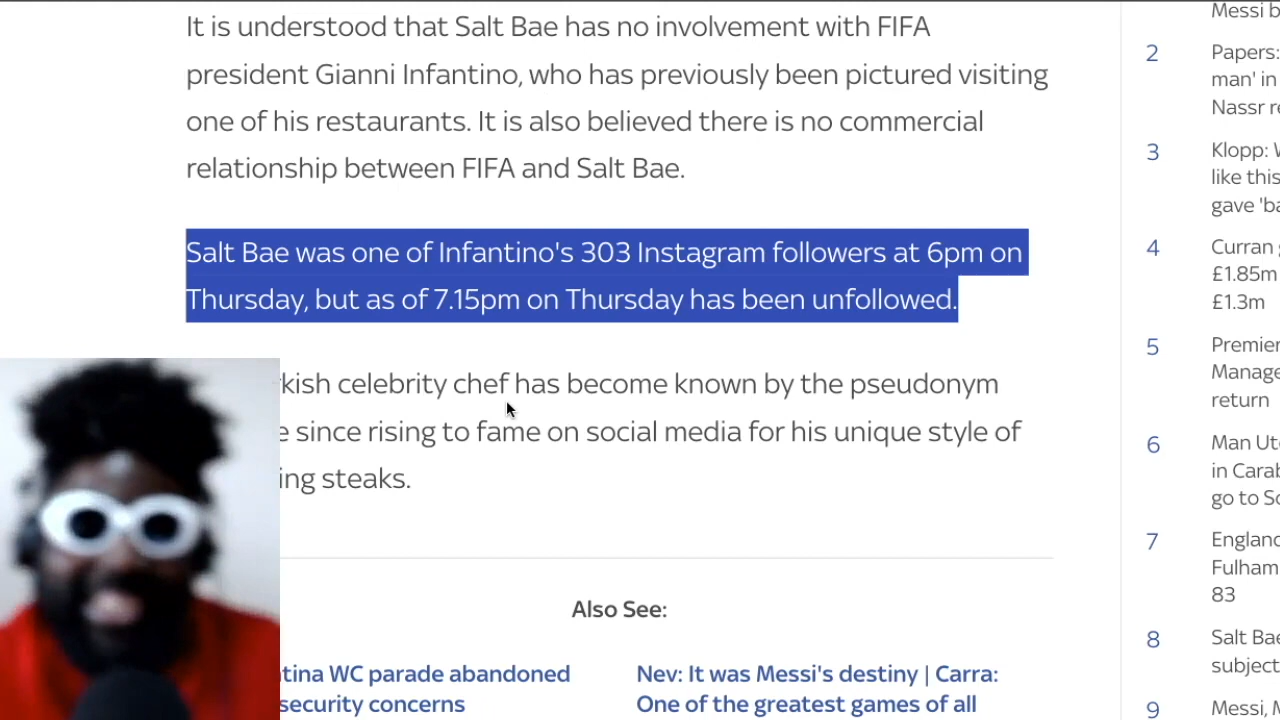 It is understood that Salt Bae has no involvement with FIFA
president Gianni Infantino, who has previously been pictured visiting
one of his restaurants. It is also believed there is no commercial
relationship between FIFA and Salt Bae.
Salt Bae was one of Infantino's 303 Instagram followers at 6pm on
Thursday, but as of 7.15pm on Thursday has been unfollowed.
kish celebrity chef has become known by the pseudonym
e since rising to fame on social media for his unique style of
ing steaks.
Also See:
tina WC parade abandoned
security concerns
Nev: It was Messi's destiny | Carra:
One of the greatest games of all
Messi b
2 Papers:
man' in
Nassr re
3 Klopp: W
like this
gave 'ba
4 Curran g
£1.85m
£1.3m
5 Premier
Manage
return
6 Man Ut
in Carab
go to So
7 England
Fulham
83
8 Salt Bae
subject
9 Messi, M